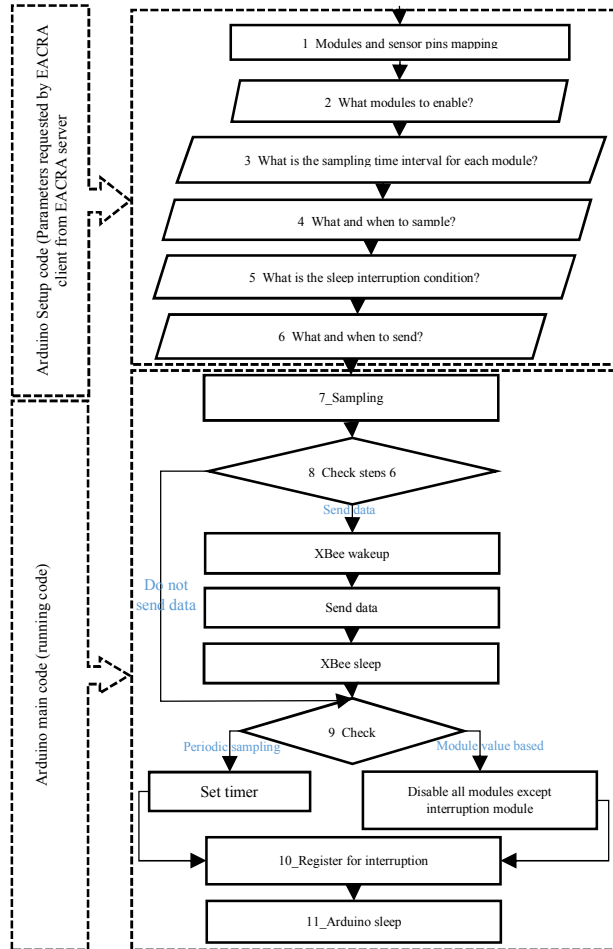 Arduino Setup code (Parameters requested by EACRA
client from EACRA server
1 Modules and sensor pins mapping
2 What modules to enable?
3 What is the sampling time interval for each module?
4 What and when to sample?
5 What is the sleep interruption condition?
6 What and when to send?
Arduino main code (running code)
7_Sampling
8 Check steps 6
Send data
XBee wakeup
Do not
send data
Send data
XBee sleep
9 Check
Periodic sampling
Module value based
Set timer
Disable all modules except
interruption module
10_Register for interruption
11_Arduino sleep